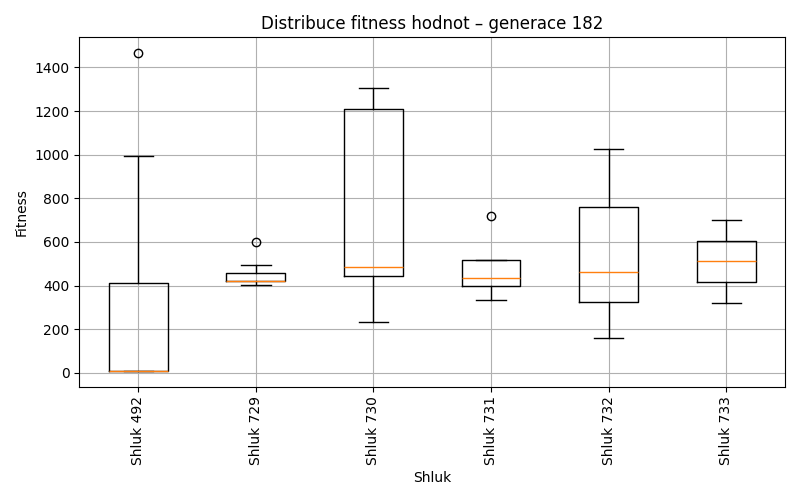 Distribuce fitness hodnot – generace 182
Fitness
1400
1200
1000
800
600
400
200
0
Shluk 492
Shluk 729
Shluk 730
Shluk 731
Shluk 732
Shluk 733
Shluk